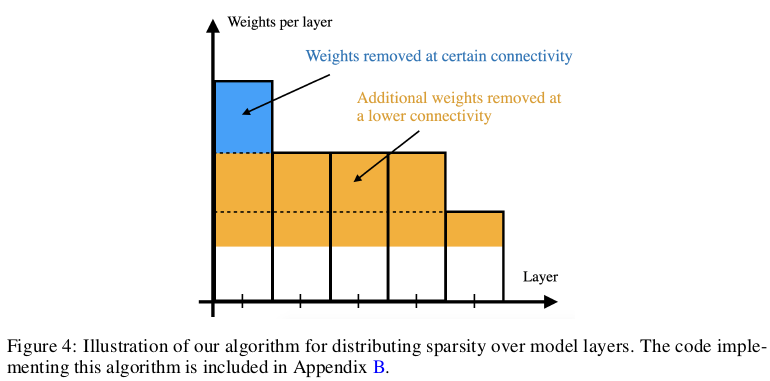 Weights per layer
Weights removed at certain connectivity
Additional weights removed at
a lower connectivity
Layer
Figure 4: Illustration of our algorithm for distributing sparsity over model layers. The code imple-
menting this algorithm is included in Appendix B.